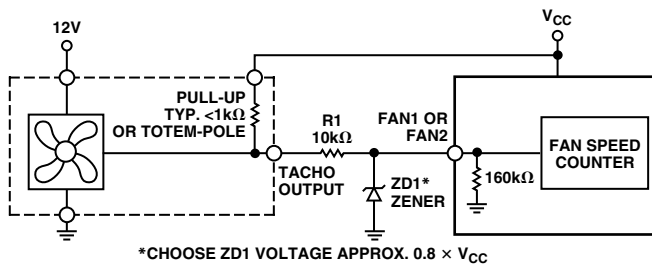 12V
VCC
PULL-UP
TYP. <1kΩ
OR TOTEM-POLE
R1
10kΩ
FAN1 OR
FAN2
TACHO
OUTPUT
ZD1*
ZENER
160kΩ
FAN SPEED
COUNTER
*CHOOSE ZD1 VOLTAGE APPROX. 0.8 × VCC